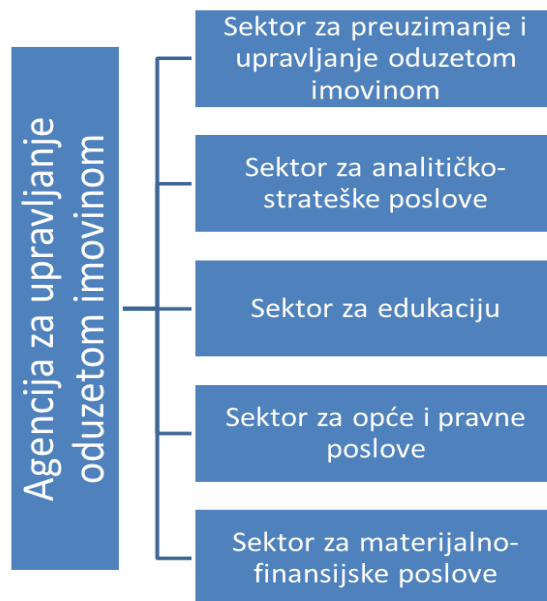 Agencija za upravljanje
oduzetom imovinom
Sektor za preuzimanje i
upravljanje oduzetom
imovinom
Sektor za analitičko-
strateške poslove
Sektor za edukaciju
Sektor za opće i pravne
poslove
Sektor za materijalno-
finansijske poslove